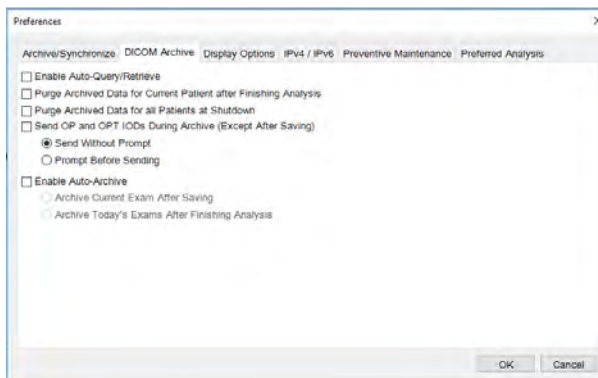 Preferences
Archive/Synchronize DICOM Archive Display Options IPv4 / IPv6 Preventive Maintenance Preferred Analysis
Enable Auto-Query/Retrieve
Purge Archived Data for Current Patient after Finishing Analysis
Purge Archived Data for all Patients at Shutdown
Send OP and OPT IODs During Archive (Except After Saving)
Send Without Prompt
Prompt Before Sending
Enable Auto-Archive
Archive Current Exam After Saving
Archive Today's Exams After Finishing Analysis
OK Cancel